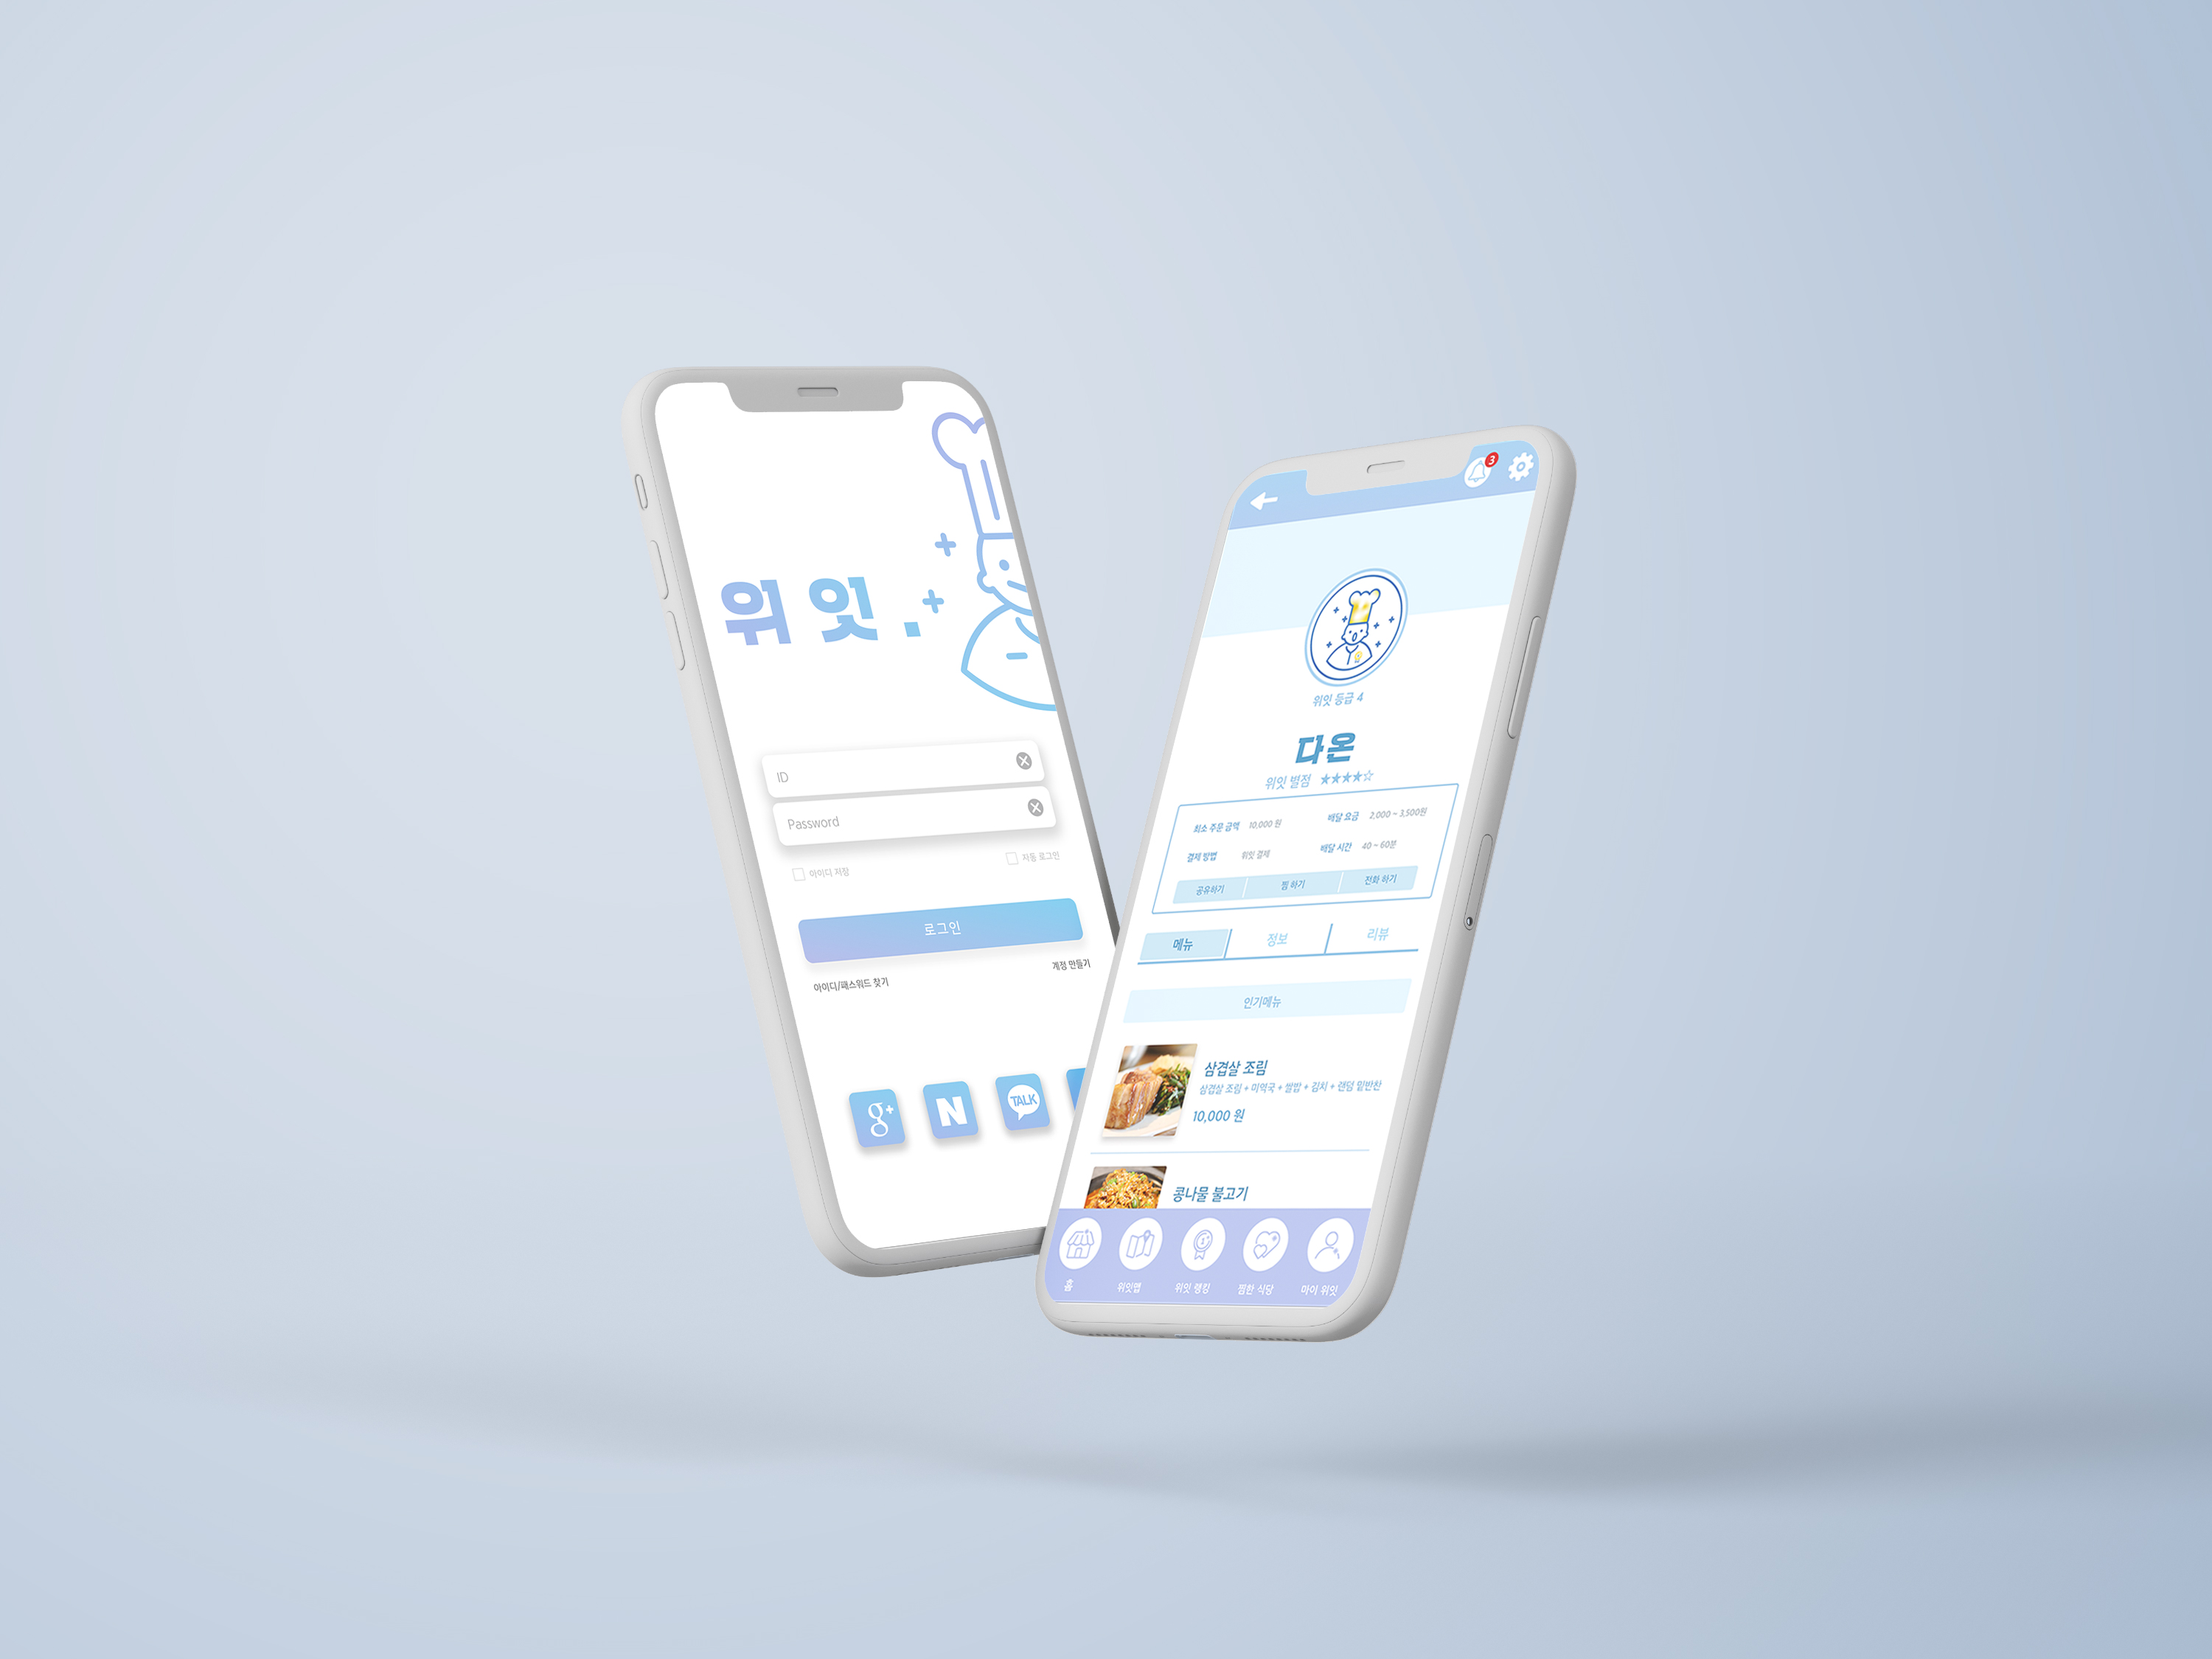 위잇.
ID
Password
아이디 저장
자동 로그인
로그인
아이디/패스워드 찾기
계정 만들기
g+
N
TALK
3
위잇 등급 4
다온
위잇 별점 ★★★★☆
최소 주문 금액 10,000 원
배달 요금 2,000 ~ 3,500원
결제 방법 위잇 결제
배달 시간 40 ~ 60분
공유하기 찜 하기 전화 하기
메뉴 정보 리뷰
인기메뉴
삼겹살 조림
삼겹살 조림 + 미역국 + 쌀밥 + 김치 + 랜덤 밑반찬
10,000 원
콩나물 불고기
홈 위잇맵 위잇 랭킹 찜한 식당 마이 위잇